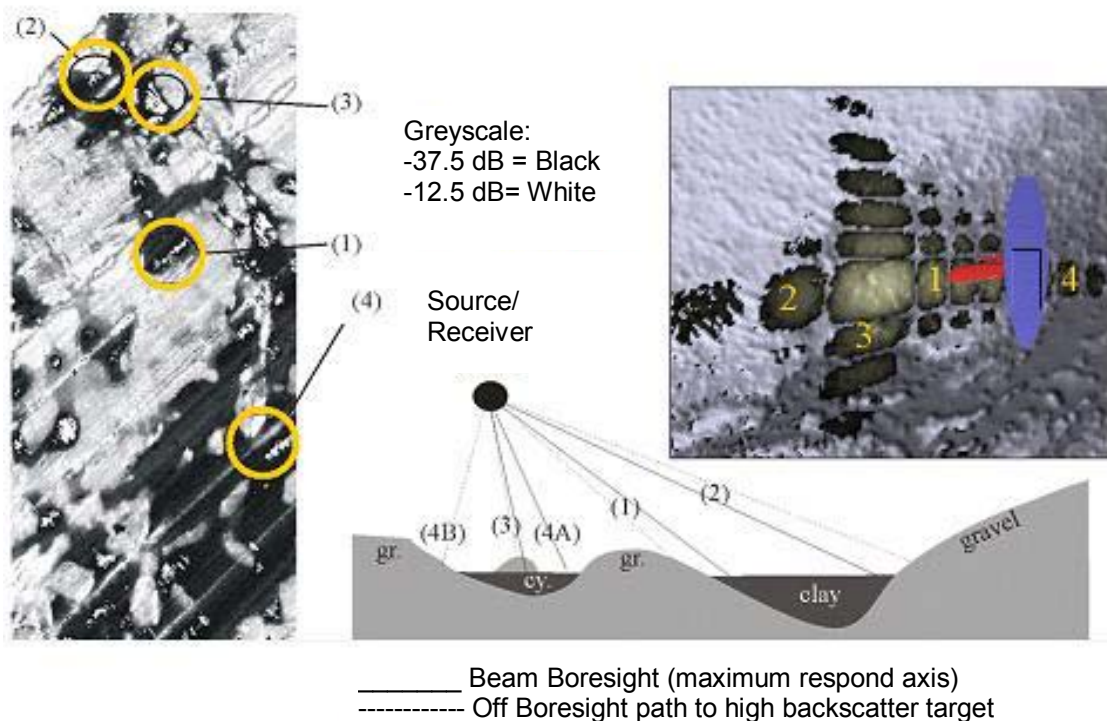 (2)
(3)
(1)
(4)
Greyscale:
-37.5 dB = Black
-12.5 dB= White
Source/
Receiver
2
3
1
4
(4B)
(3)
(4A)
(1)
(2)
gr.
cy.
gr.
clay
gravel
________ Beam Boresight (maximum respond axis)
------------ Off Boresight path to high backscatter target